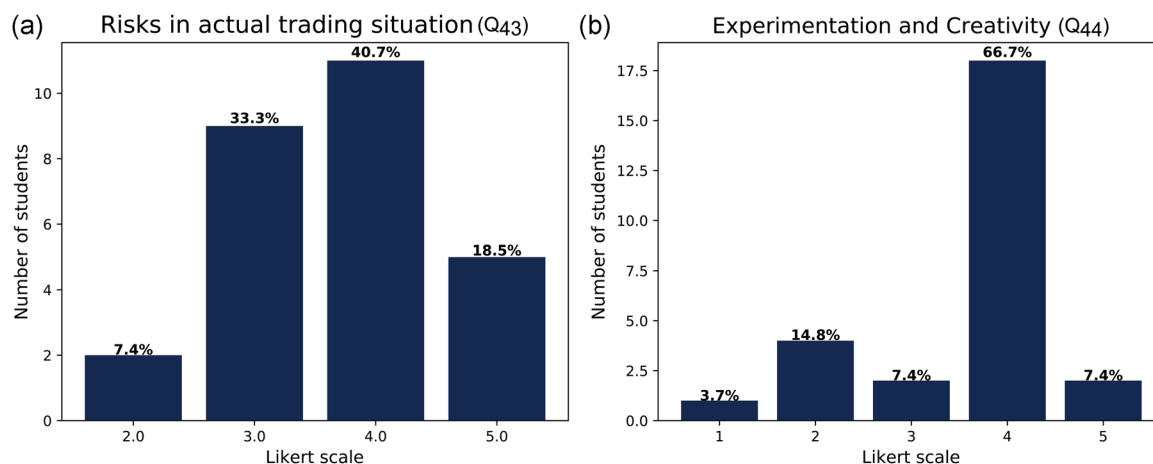 (a) Risks in actual trading situation (Q43)
40.7%
33.3%
18.5%
7.4%
10
8
6
4
2
0
Number of students
2.0 3.0 4.0 5.0
Likert scale
(b) Experimentation and Creativity (Q44)
66.7%
14.8%
7.4% 7.4%
3.7%
17.5
15.0
12.5
10.0
7.5
5.0
2.5
0.0
Number of students
1 2 3 4 5
Likert scale